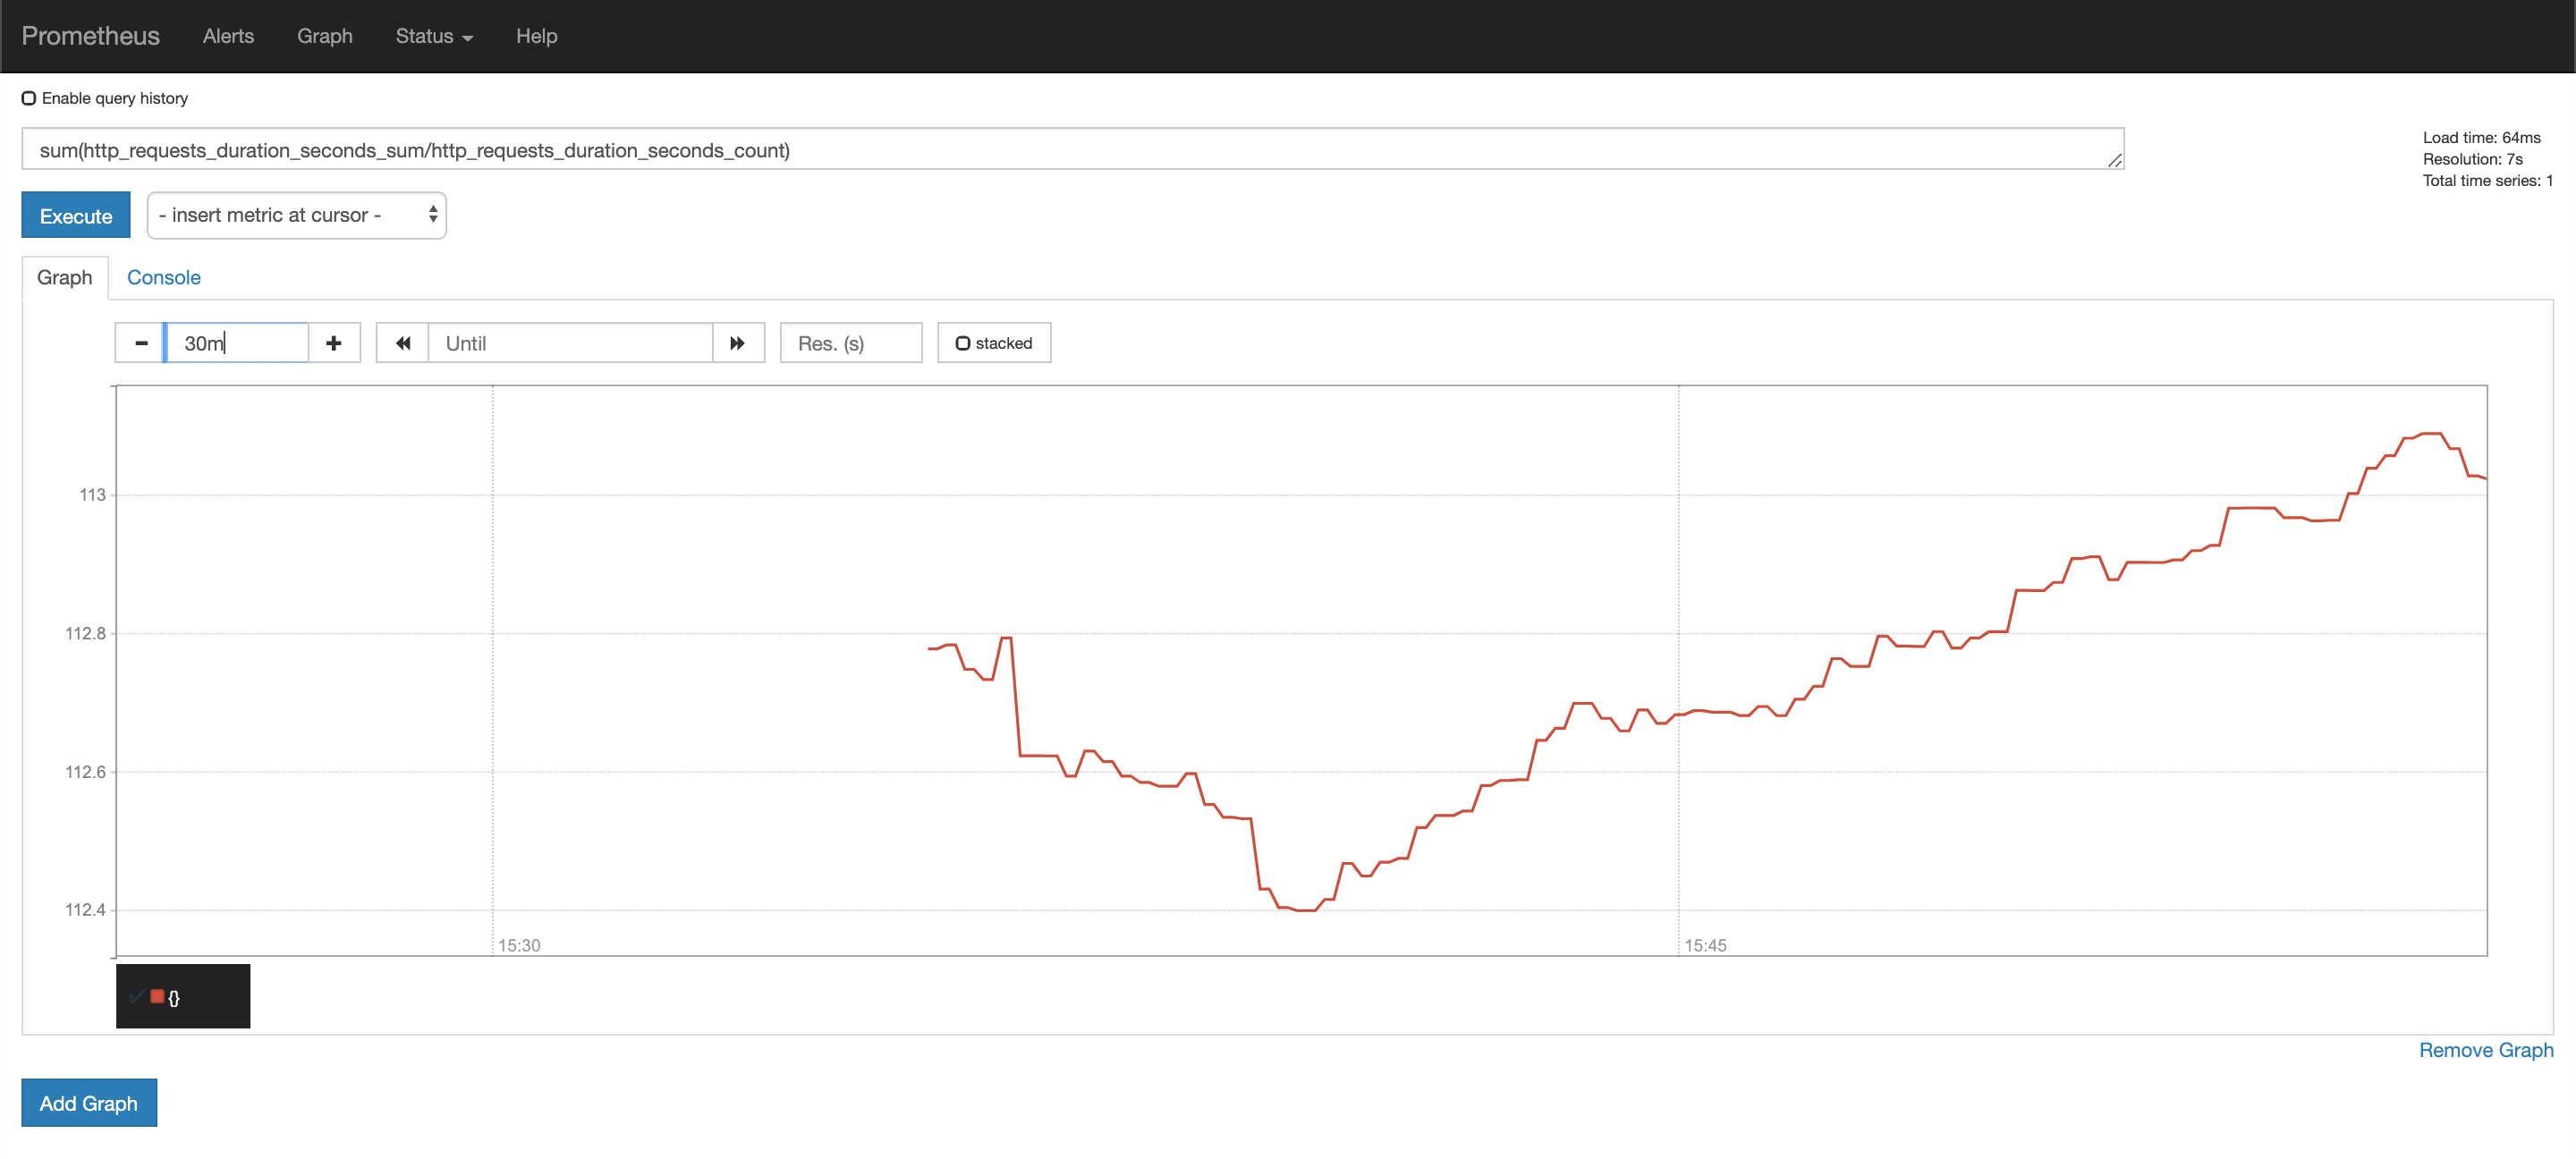 Prometheus Alerts Graph Status Help
Enable query history
sum(http_requests_duration_seconds_sum/http_requests_duration_seconds_count)
Load time: 64ms
Resolution: 7s
Total time series: 1
Execute - insert metric at cursor -
Graph Console
30m Until Res. (s) stacked
113
112.8
112.6
112.4
15:30 15:45
{}
Remove Graph
Add Graph